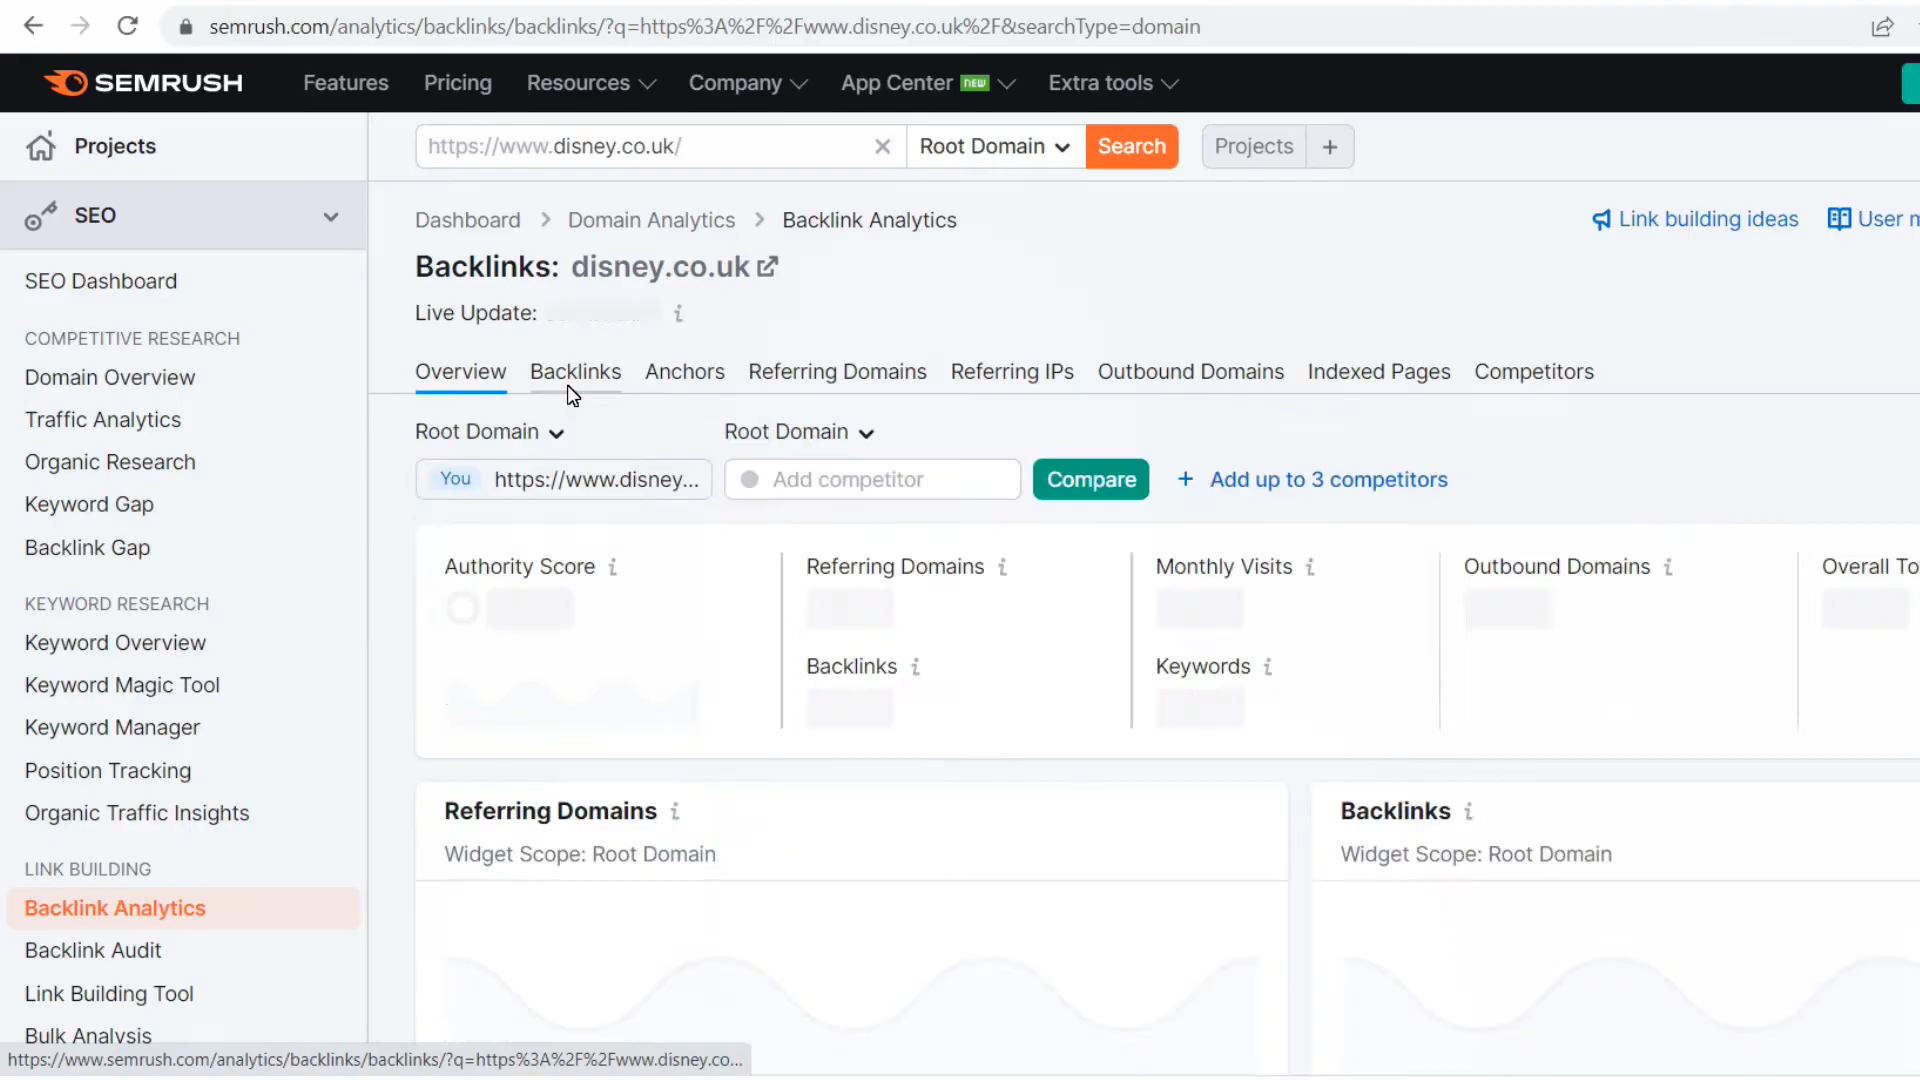 semrush.com/analytics/backlinks/backlinks/?q=https%3A%2F%2Fwww.disney.co.uk%2F&searchType=domain
SEMRUSH Features Pricing Resources Company App Center NEW Extra tools
Projects
https://www.disney.co.uk/ Root Domain Search Projects +
SEO
Dashboard > Domain Analytics > Backlink Analytics
Link building ideas User m
Backlinks: disney.co.uk
Live Update: i
Overview Backlinks Anchors Referring Domains Referring IPs Outbound Domains Indexed Pages Competitors
Root Domain Root Domain
You https://www.disney... Add competitor Compare + Add up to 3 competitors
Authority Score i Referring Domains i Monthly Visits i Outbound Domains i Overall To
Backlinks i Keywords i
Referring Domains i
Widget Scope: Root Domain
Backlinks i
Widget Scope: Root Domain
SEO Dashboard
COMPETITIVE RESEARCH
Domain Overview
Traffic Analytics
Organic Research
Keyword Gap
Backlink Gap
KEYWORD RESEARCH
Keyword Overview
Keyword Magic Tool
Keyword Manager
Position Tracking
Organic Traffic Insights
LINK BUILDING
Backlink Analytics
Backlink Audit
Link Building Tool
Bulk Analysis
https://www.semrush.com/analytics/backlinks/backlinks/?q=https%3A%2F%2Fwww.disney.co...